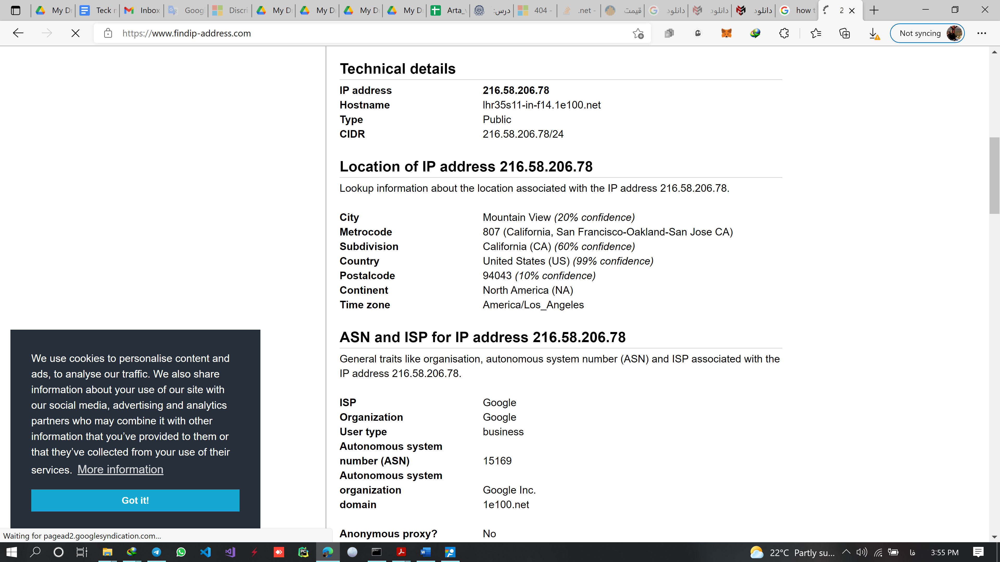 My D
Teck r
Inbox
Goog
Discri
My D
My D
My D
My D
Arta_
درس:
404 -
.net -
قیمت
دانلود
دانلود
دانلود
how t
2
https://www.findip-address.com
Not syncing
Technical details
IP address 216.58.206.78
Hostname lhr35s11-in-f14.1e100.net
Type Public
CIDR 216.58.206.78/24
Location of IP address 216.58.206.78
Lookup information about the location associated with the IP address 216.58.206.78.
City Mountain View (20% confidence)
Metrocode 807 (California, San Francisco-Oakland-San Jose CA)
Subdivision California (CA) (60% confidence)
Country United States (US) (99% confidence)
Postalcode 94043 (10% confidence)
Continent North America (NA)
Time zone America/Los_Angeles
ASN and ISP for IP address 216.58.206.78
General traits like organisation, autonomous system number (ASN) and ISP associated with the
IP address 216.58.206.78.
ISP Google
Organization Google
User type business
Autonomous system
number (ASN) 15169
Autonomous system
organization Google Inc.
domain 1e100.net
Anonymous proxy? No
We use cookies to personalise content and
ads, to analyse our traffic. We also share
information about your use of our site with
our social media, advertising and analytics
partners who may combine it with other
information that you’ve provided to them or
that they’ve collected from your use of their
services. More information
Got it!
Waiting for pagead2.googlesyndication.com...
22°C Partly su...
فا
3:55 PM